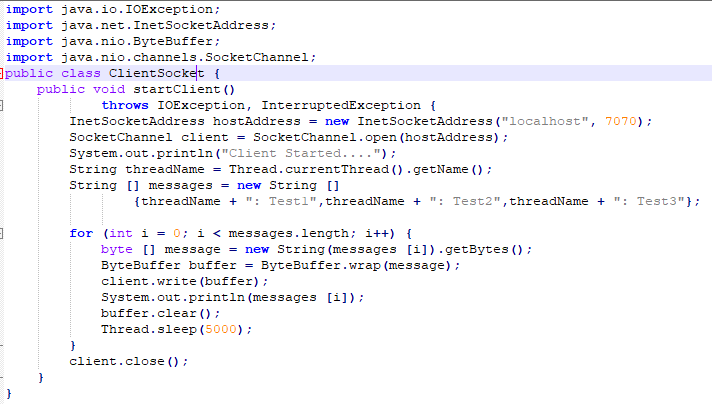 import java.io.IOException;
import java.net.InetSocketAddress;
import java.nio.ByteBuffer;
import java.nio.channels.SocketChannel;
public class ClientSocket {
    public void startClient()
            throws IOException, InterruptedException {
        InetSocketAddress hostAddress = new InetSocketAddress("localhost", 7070);
        SocketChannel client = SocketChannel.open(hostAddress);
        System.out.println("Client Started....");
        String threadName = Thread.currentThread().getName();
        String [] messages = new String []
                {threadName + ": Test1",threadName + ": Test2",threadName + ": Test3"};

        for (int i = 0; i < messages.length; i++) {
            byte [] message = new String(messages [i]).getBytes();
            ByteBuffer buffer = ByteBuffer.wrap(message);
            client.write(buffer);
            System.out.println(messages [i]);
            buffer.clear();
            Thread.sleep(5000);
        }
        client.close();
    }
}